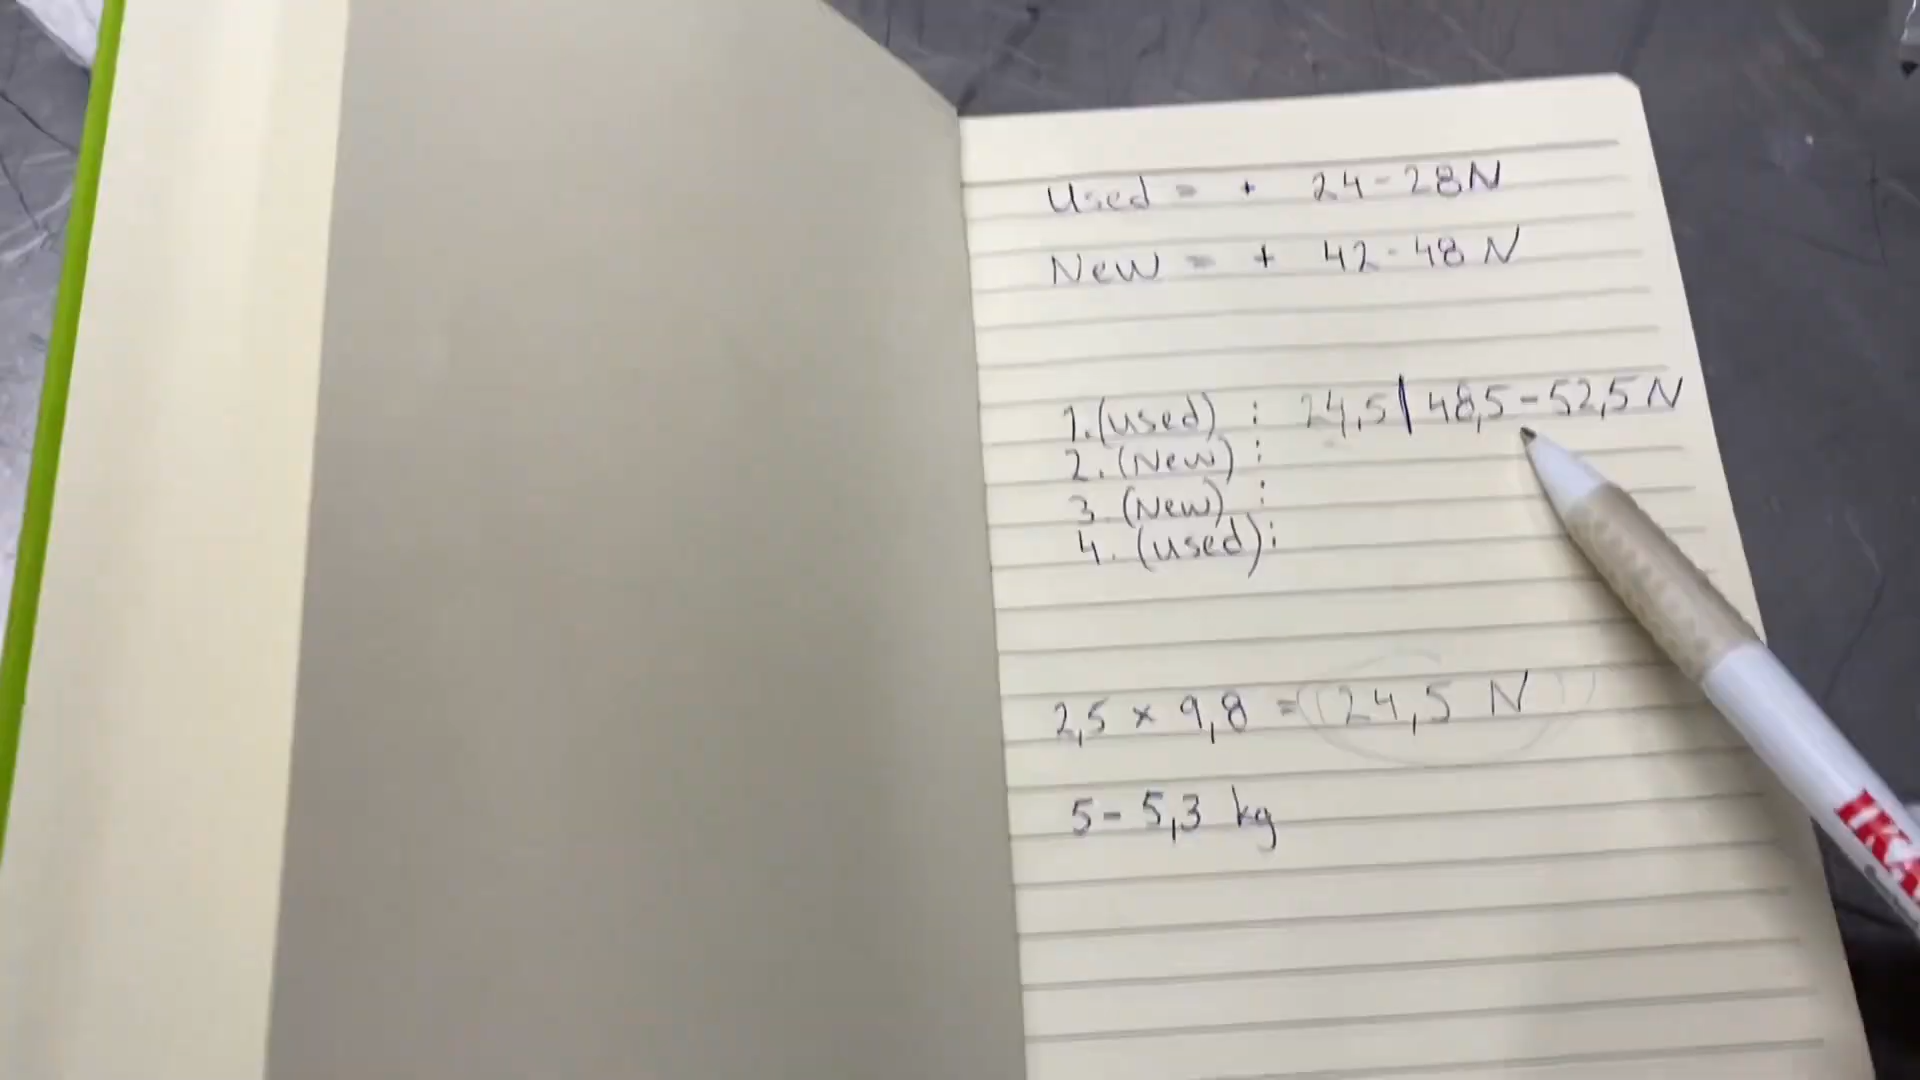 Used = + 24-28N
New = + 42-48 N
1.(used) : 24,5 | 48,5-52,5 N
2. (New) :
3. (New) :
4. (used):
2,5 × 9,8 = 24,5 N
5-5,3 kg